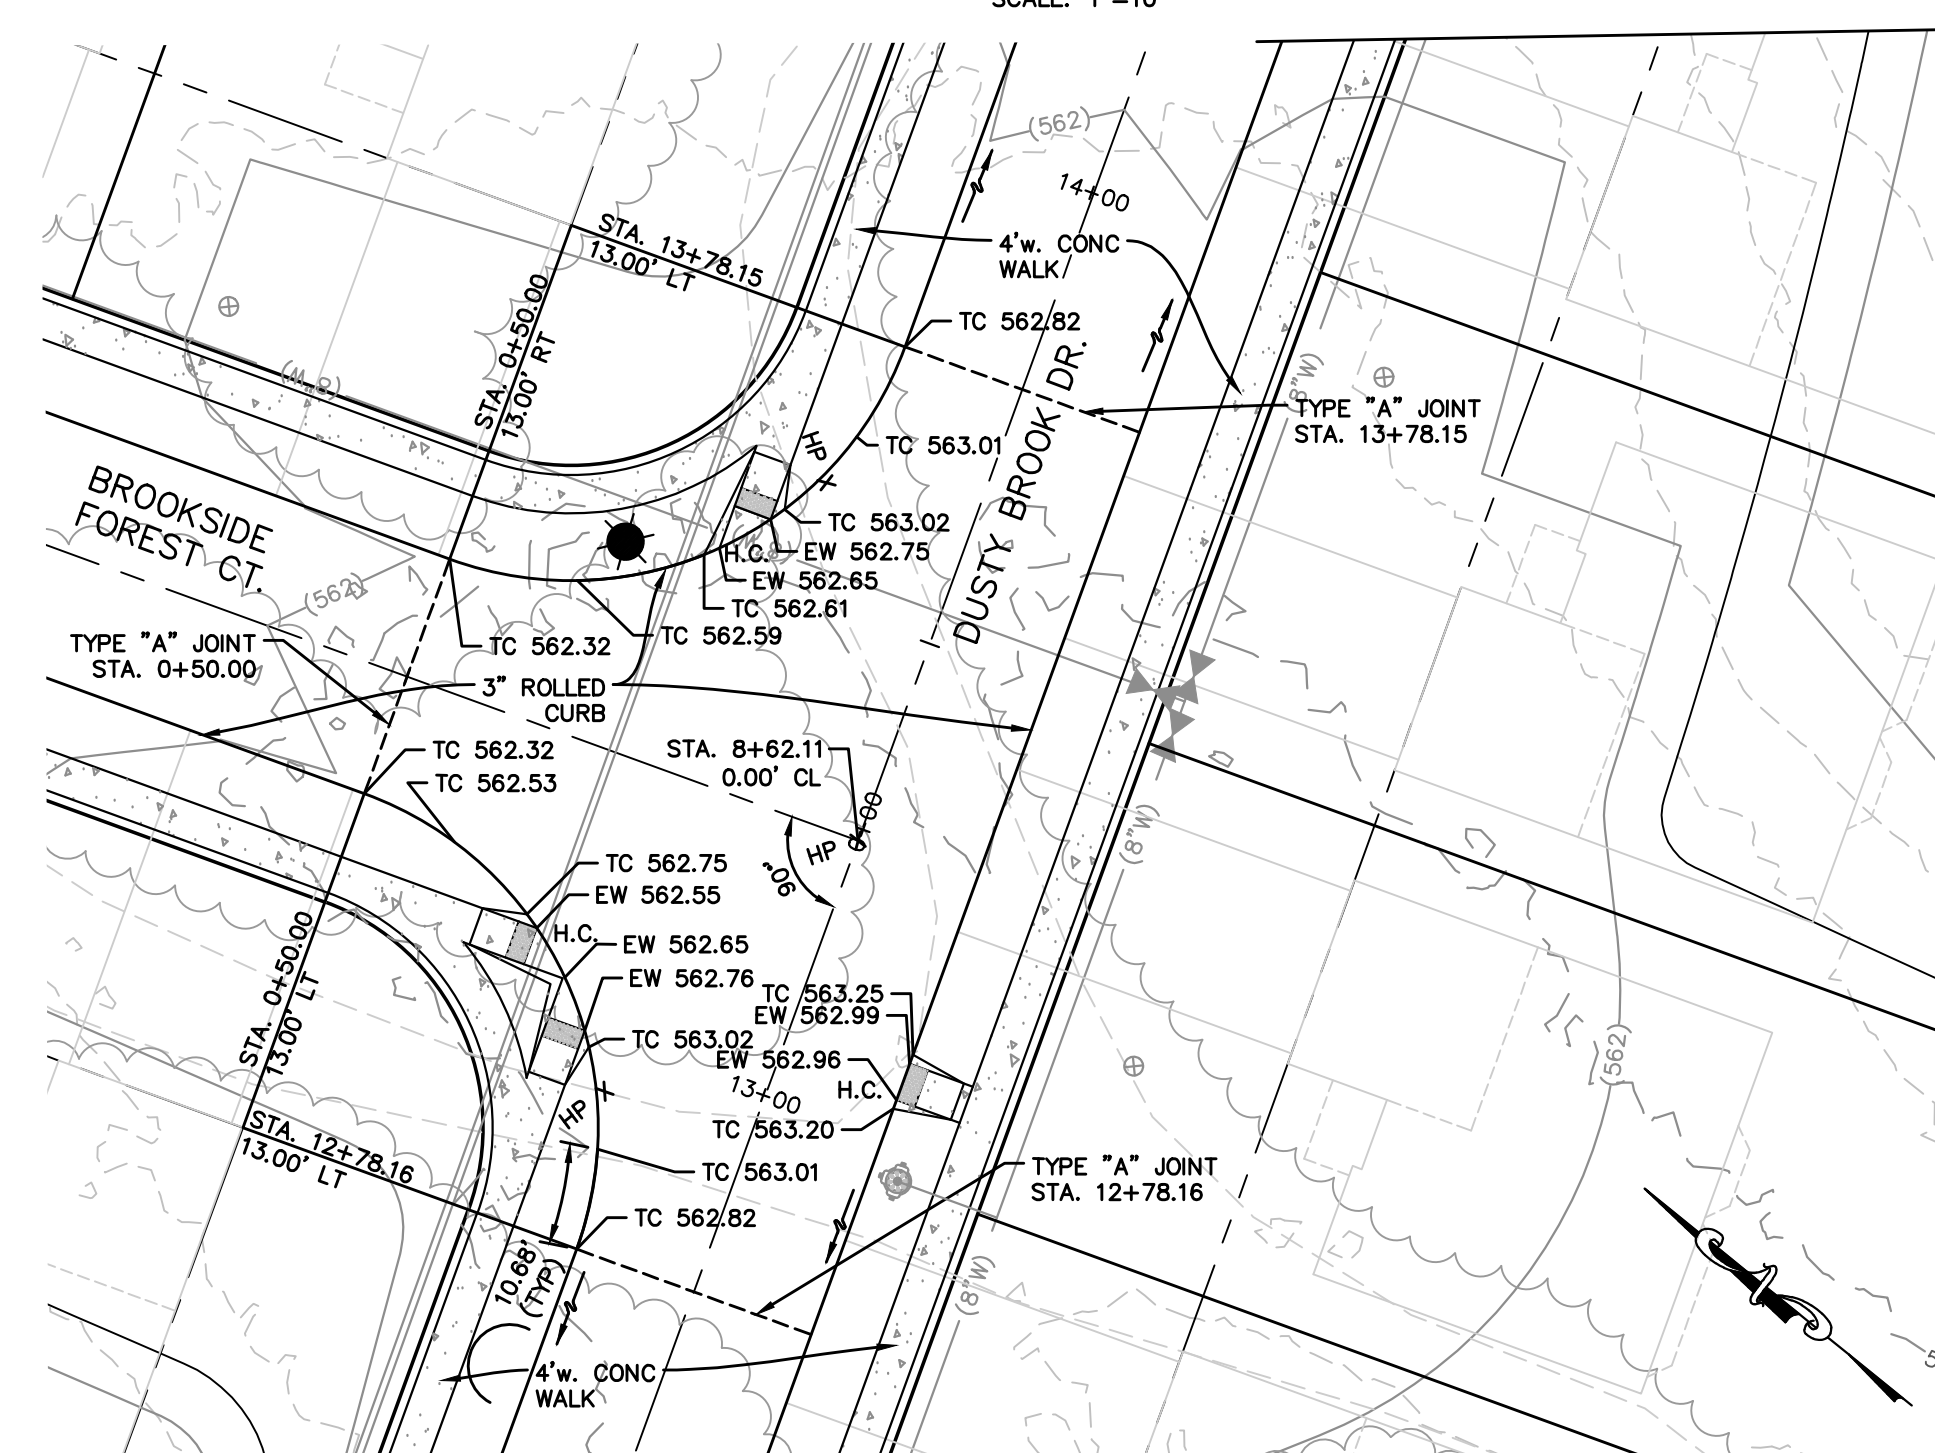 (562)
14+00
STA. 13+78.15
13.00' LT
4'w. CONC
WALK
STA. 0+50.00
13.00' RT
TC 562.82
(8"W)
(8"W)
TYPE "A" JOINT
STA. 13+78.15
HP
TC 563.01
DUSTY BROOK DR.
BROOKSIDE
FOREST CT.
TC 563.02
H.C.
EW 562.75
EW 562.65
TC 562.61
TC 562.59
TC 562.32
(562)
TYPE "A" JOINT
STA. 0+50.00
3" ROLLED
CURB
TC 562.32
TC 562.53
STA. 8+62.11
0.00' CL
0+00
HP
90°
(8"W)
TC 562.75
EW 562.55
H.C.
EW 562.65
EW 562.76
TC 563.25
EW 562.99
STA. 0+50.00
13.00' LT
TC 563.02
EW 562.96
H.C.
13+00
(562)
HP
TC 563.20
STA. 12+78.16
13.00' LT
TC 563.01
TYPE "A" JOINT
STA. 12+78.16
TC 562.82
10.68'
(TYP)
(8"W)
4'w. CONC
WALK